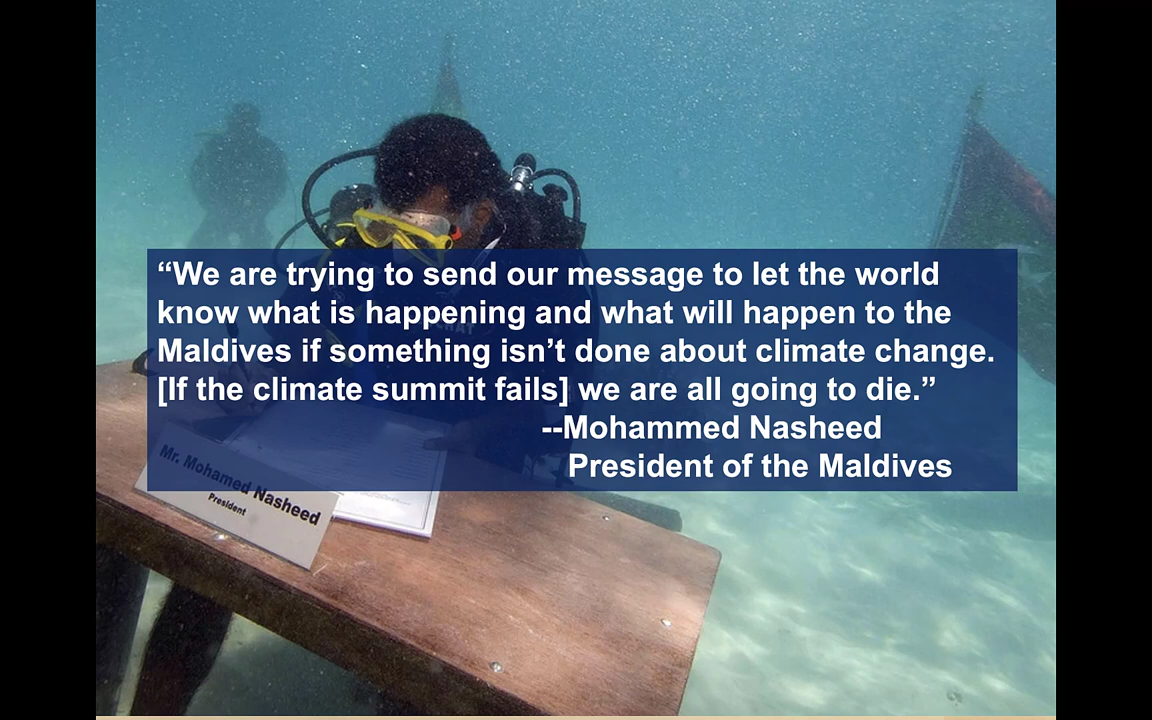 “We are trying to send our message to let the world
know what is happening and what will happen to the
Maldives if something isn’t done about climate change.
[If the climate summit fails] we are all going to die.”
--Mohammed Nasheed
President of the Maldives
Mr. Mohamed Nasheed
President